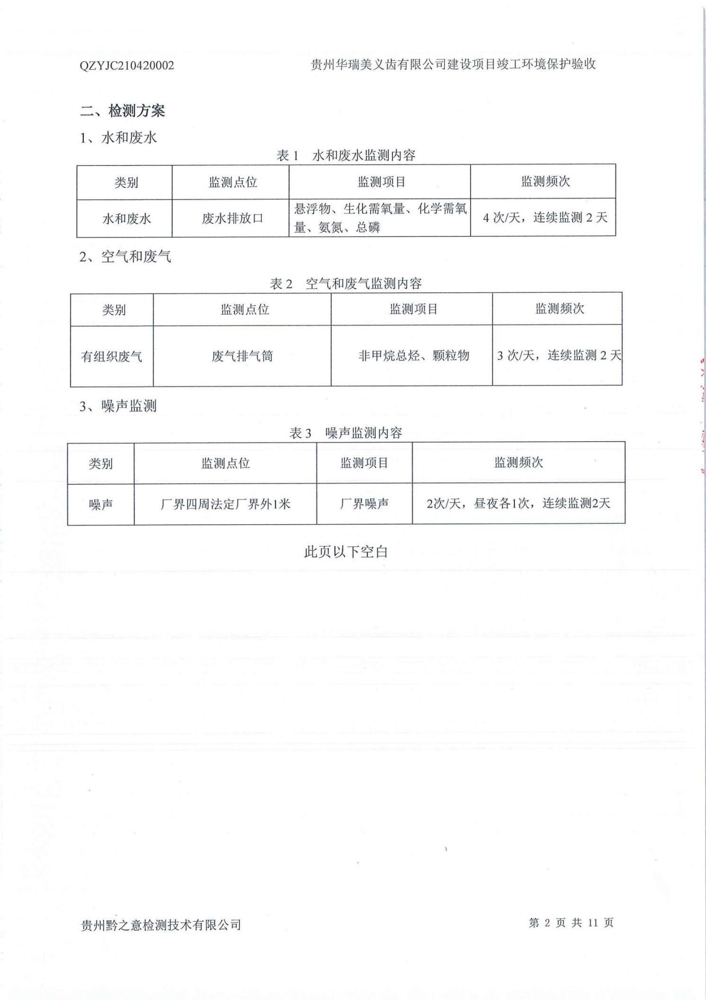 QZYJC210420002 贵州华瑞美义齿有限公司建设项目竣工环境保护验收
二、检测方案
1、水和废水
表 1 水和废水监测内容
类别 监测点位 监测项目 监测频次
水和废水 废水排放口 悬浮物、生化需氧量、化学需氧 4 次/天，连续监测 2 天
量、氨氮、总磷
2、空气和废气
表 2 空气和废气监测内容
类别 监测点位 监测项目 监测频次
有组织废气 废气排气筒 非甲烷总烃、颗粒物 3 次/天，连续监测 2 天
3、噪声监测
表 3 噪声监测内容
类别 监测点位 监测项目 监测频次
噪声 厂界四周法定厂界外1米 厂界噪声 2次/天，昼夜各1次，连续监测2天
此页以下空白
贵州黔之意检测技术有限公司 第 2 页 共 11 页